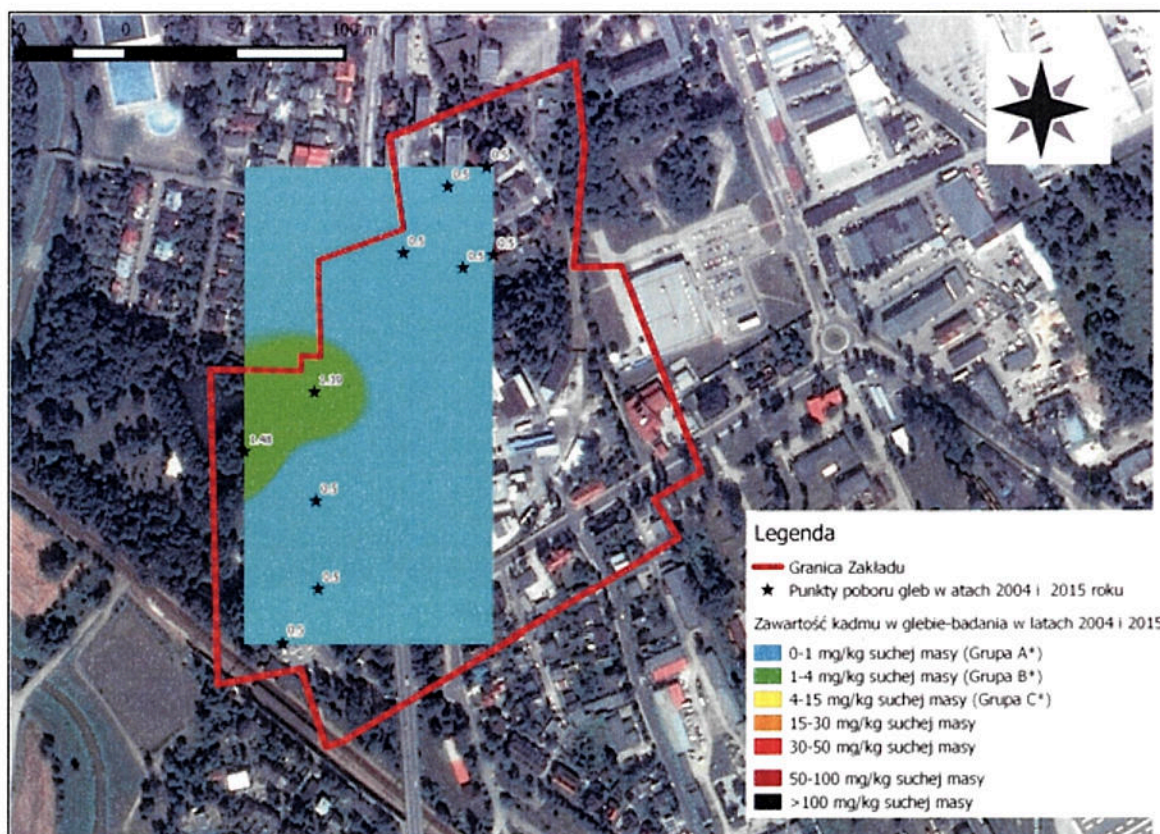 0 50 100 m
0.5
0.5
0.5
0.5
0.5
1.19
1.48
0.5
0.5
0.5
Legenda
Granica Zakładu
Punkty poboru gleb w atach 2004 i 2015 roku
Zawartość kadmu w glebie-badania w latach 2004 i 2015
0-1 mg/kg suchej masy (Grupa A*)
1-4 mg/kg suchej masy (Grupa B*)
4-15 mg/kg suchej masy (Grupa C*)
15-30 mg/kg suchej masy
30-50 mg/kg suchej masy
50-100 mg/kg suchej masy
>100 mg/kg suchej masy